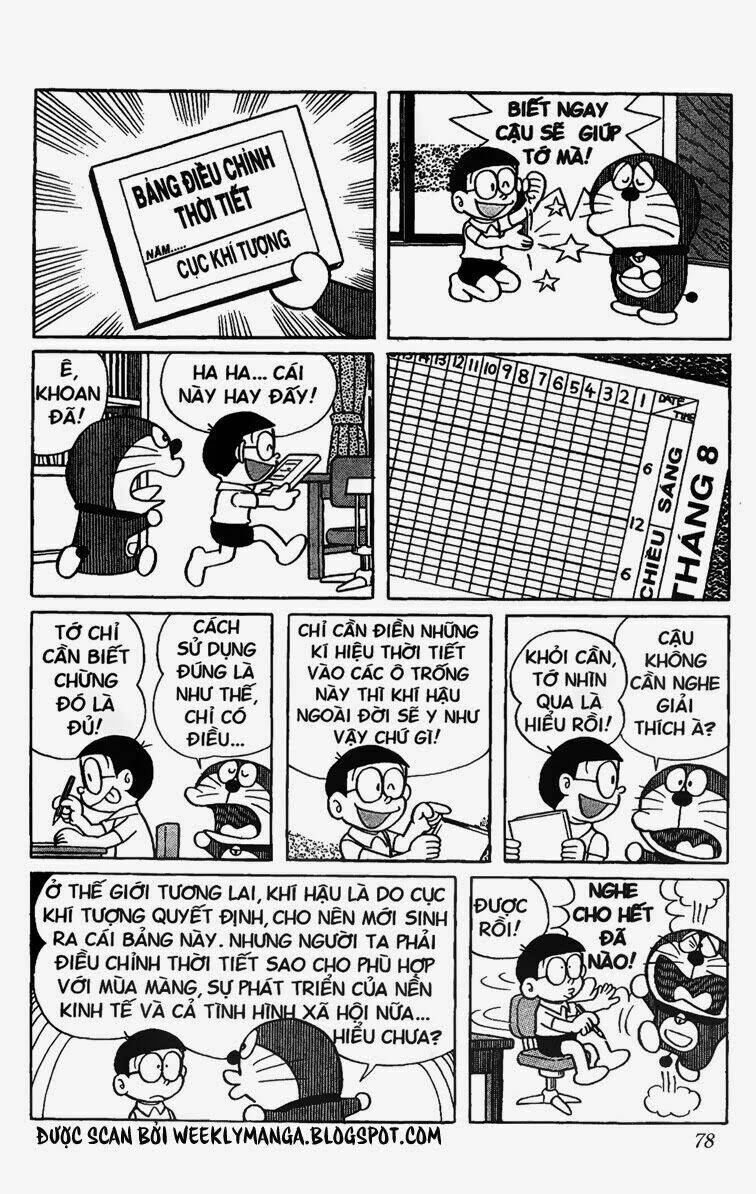 BIẾT NGAY
CẬU SẼ GIÚP
TỚ MÀ!
BẢNG ĐIỀU CHỈNH
THỜI TIẾT
NĂM.....
CỤC KHÍ TƯỢNG
15 14 13 12 11 10 9 8 7 6 5 4 3 2 1 DATE
TIME
6
12
6
SÁNG
CHIỀU
THÁNG 8
HA HA... CÁI
NÀY HAY ĐẤY!
Ê,
KHOAN
ĐÃ!
CẬU
KHÔNG
CẦN NGHE
GIẢI
THÍCH À?
KHỎI CẦN,
TỚ NHÌN
QUA LÀ
HIỂU RỒI!
CHỈ CẦN ĐIỀN NHỮNG
KÍ HIỆU THỜI TIẾT
VÀO CÁC Ô TRỐNG
NÀY THÌ KHÍ HẬU
NGOÀI ĐỜI SẼ Y NHƯ
VẬY CHỨ GÌ!
CÁCH
SỬ DỤNG
ĐÚNG LÀ
NHƯ THẾ,
CHỈ CÓ
ĐIỀU...
TỚ CHỈ
CẦN BIẾT
CHỪNG
ĐÓ LÀ
ĐỦ!
NGHE
CHO HẾT
ĐÃ
NÀO!
ĐƯỢC
RỒI!
Ở THẾ GIỚI TƯƠNG LAI, KHÍ HẬU LÀ DO CỤC
KHÍ TƯỢNG QUYẾT ĐỊNH, CHO NÊN MỚI SINH
RA CÁI BẢNG NÀY. NHƯNG NGƯỜI TA PHẢI
ĐIỀU CHỈNH THỜI TIẾT SAO CHO PHÙ HỢP
VỚI MÙA MÀNG, SỰ PHÁT TRIỂN CỦA NỀN
KINH TẾ VÀ CẢ TÌNH HÌNH XÃ HỘI NỮA...
HIỂU CHƯA?
ĐƯỢC SCAN BỞI WEEKLYMANGA.BLOGSPOT.COM
78